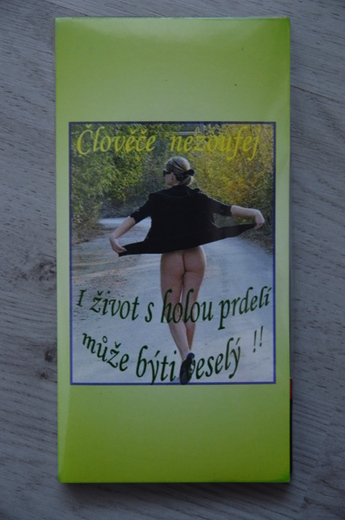 Člověče nezoufej
I život s holou prdelí
může býti veselý !!